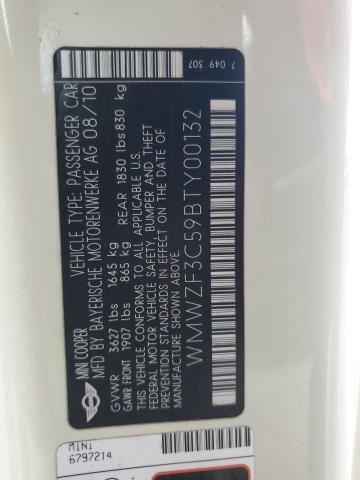 MINI COOPER VEHICLE TYPE: PASSENGER CAR
MFD BY BAYERISCHE MOTORENWERKE AG 08/10
GVWR 3627 lbs 1645 kg
GAWR FRONT 1907 lbs 865 kg REAR 1830 lbs830 kg
THIS VEHICLE CONFORMS TO ALL APPLICABLE U.S.
FEDERAL MOTOR VEHICLE SAFETY, BUMPER AND THEFT
PREVENTION STANDARDS IN EFFECT ON THE DATE OF
MANUFACTURE SHOWN ABOVE.
WMWZF3C59BTY00132
7 049 307
MINI
6797214